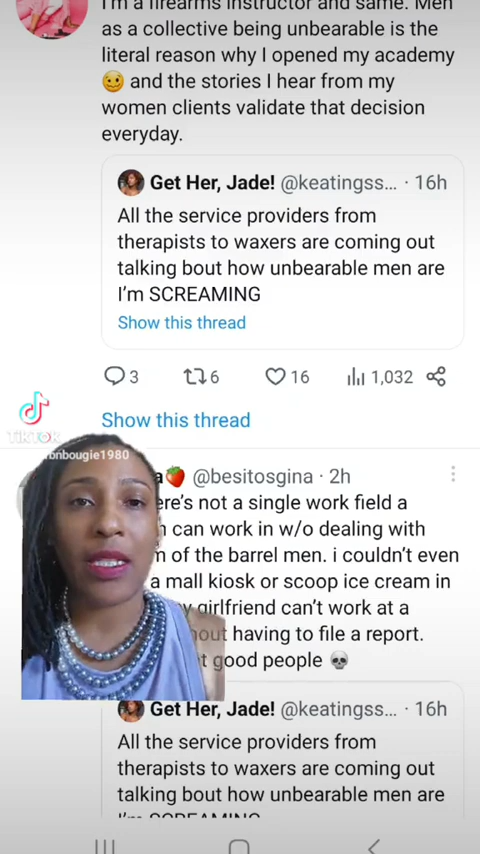 I'm a firearms instructor and same. Men
as a collective being unbearable is the
literal reason why I opened my academy
🥴 and the stories I hear from my
women clients validate that decision
everyday.
Get Her, Jade! @keatingss... · 16h
All the service providers from
therapists to waxers are coming out
talking bout how unbearable men are
I'm SCREAMING
Show this thread
3 6 16 1,032
Show this thread
TikTok
bnbougie1980
a🍓 @besitosgina · 2h
ere's not a single work field a
can work in w/o dealing with
of the barrel men. i couldn't even
a mall kiosk or scoop ice cream in
girlfriend can't work at a
out having to file a report.
t good people 💀
Get Her, Jade! @keatingss... · 16h
All the service providers from
therapists to waxers are coming out
talking bout how unbearable men are
I'm SCREAMING